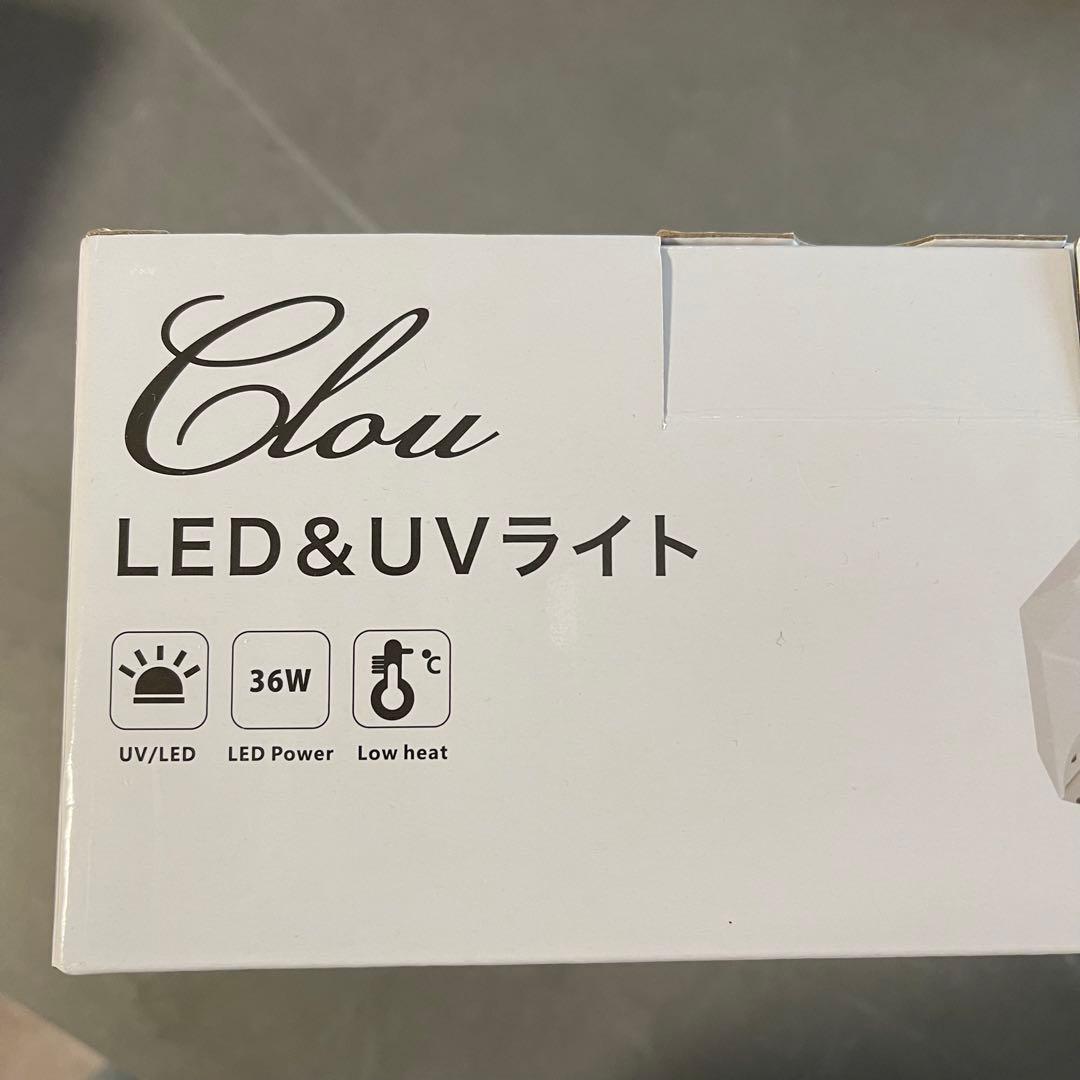 Clou
LED&UVライト
36W
℃
UV/LED
LED Power
Low heat